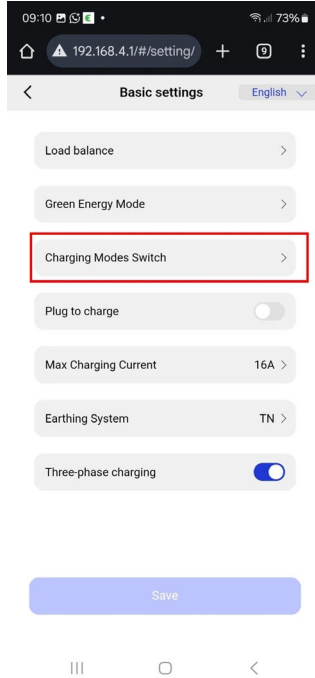 09:10
73%
192.168.4.1/#/setting/
9
Basic settings
English
Load balance
Green Energy Mode
Charging Modes Switch
Plug to charge
Max Charging Current 16A
Earthing System TN
Three-phase charging
Save